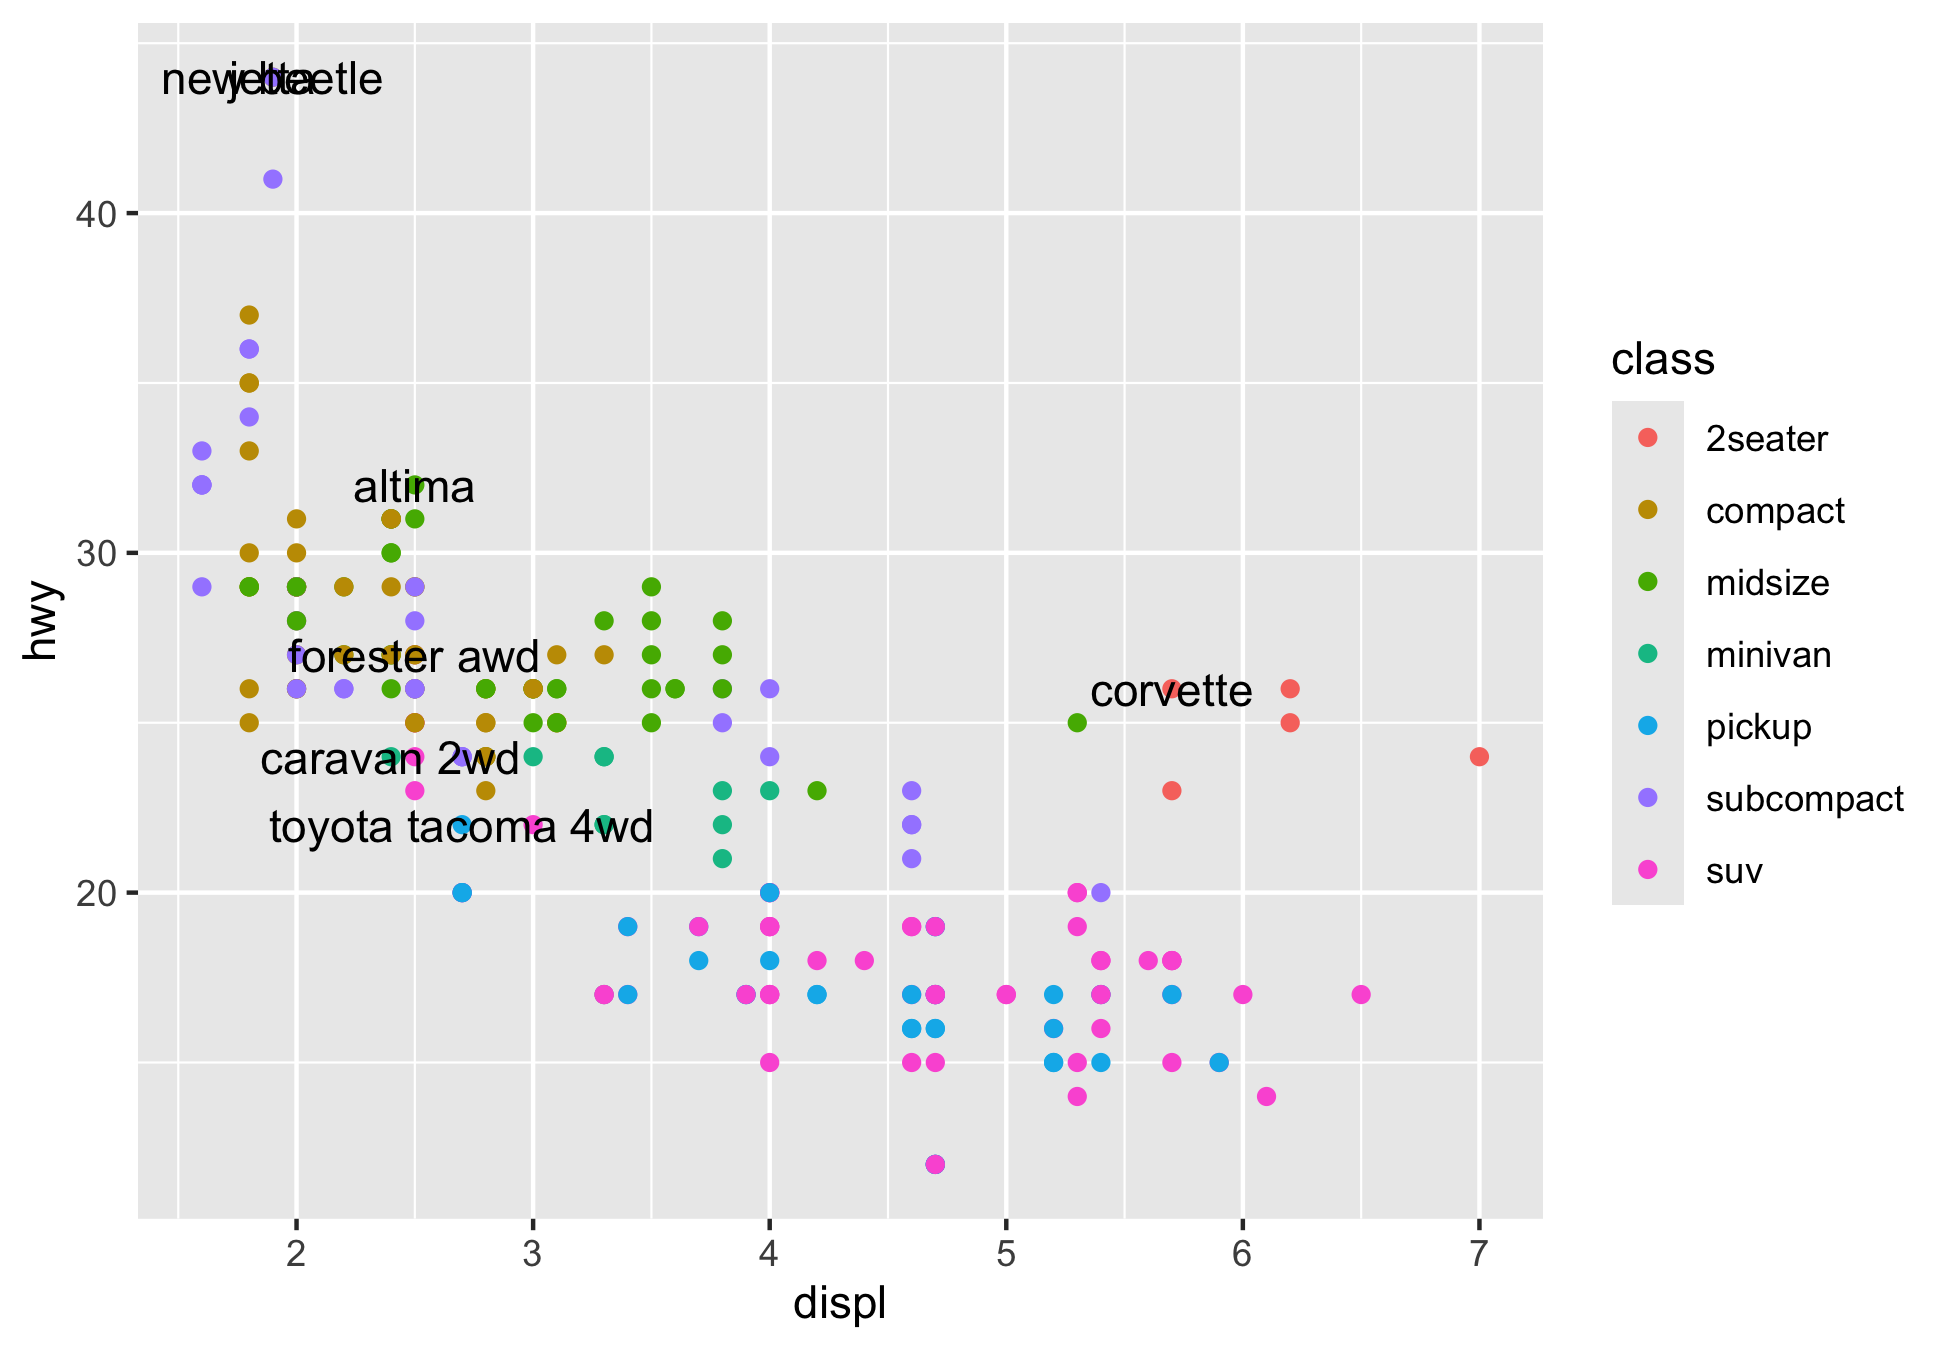 new beetle
jetta
40
altima
30
forester awd
corvette
caravan 2wd
toyota tacoma 4wd
20
hwy
2
3
4
5
6
7
displ
class
2seater
compact
midsize
minivan
pickup
subcompact
suv